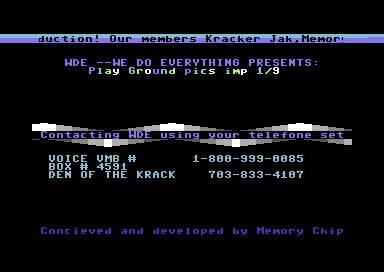 duction! Our members Kracker Jak,Memory
WDE --WE DO EVERYTHING PRESENTS:
Play Ground pics imp 1/9
Contacting WDE using your telefone set
VOICE VMB # 1-800-999-0085
BOX # 4591
DEN OF THE KRACK 703-833-4107
Concieved and developed by Memory Chip